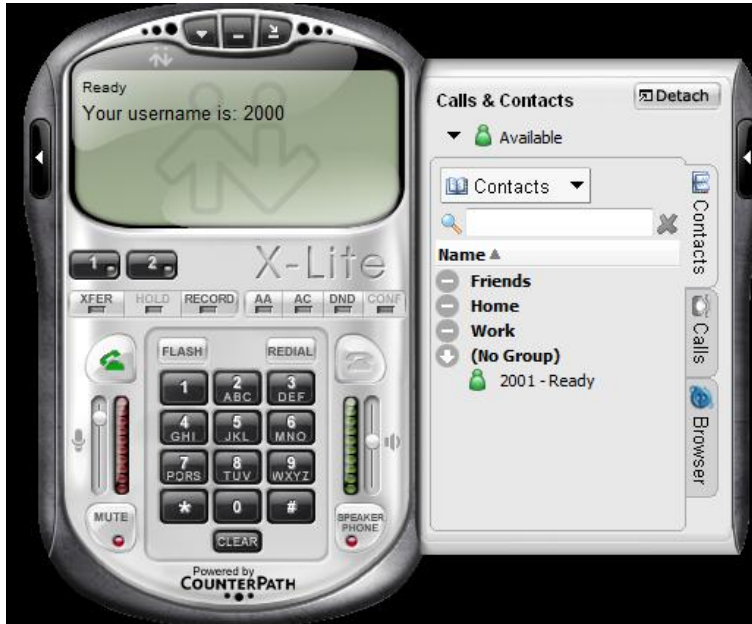 Ready
Your username is: 2000
X-Lite
1 2
XFER HOLD RECORD AA AC DND CONF
FLASH REDIAL
1 2 ABC 3 DEF
4 GHI 5 JKL 6 MNO
7 PQRS 8 TUV 9 WXYZ
* 0 #
CLEAR
MUTE
SPEAKER PHONE
Powered by
COUNTERPATH
Calls & Contacts
Detach
Available
Contacts
Name
Friends
Home
Work
(No Group)
2001 - Ready
Contacts
Calls
Browser